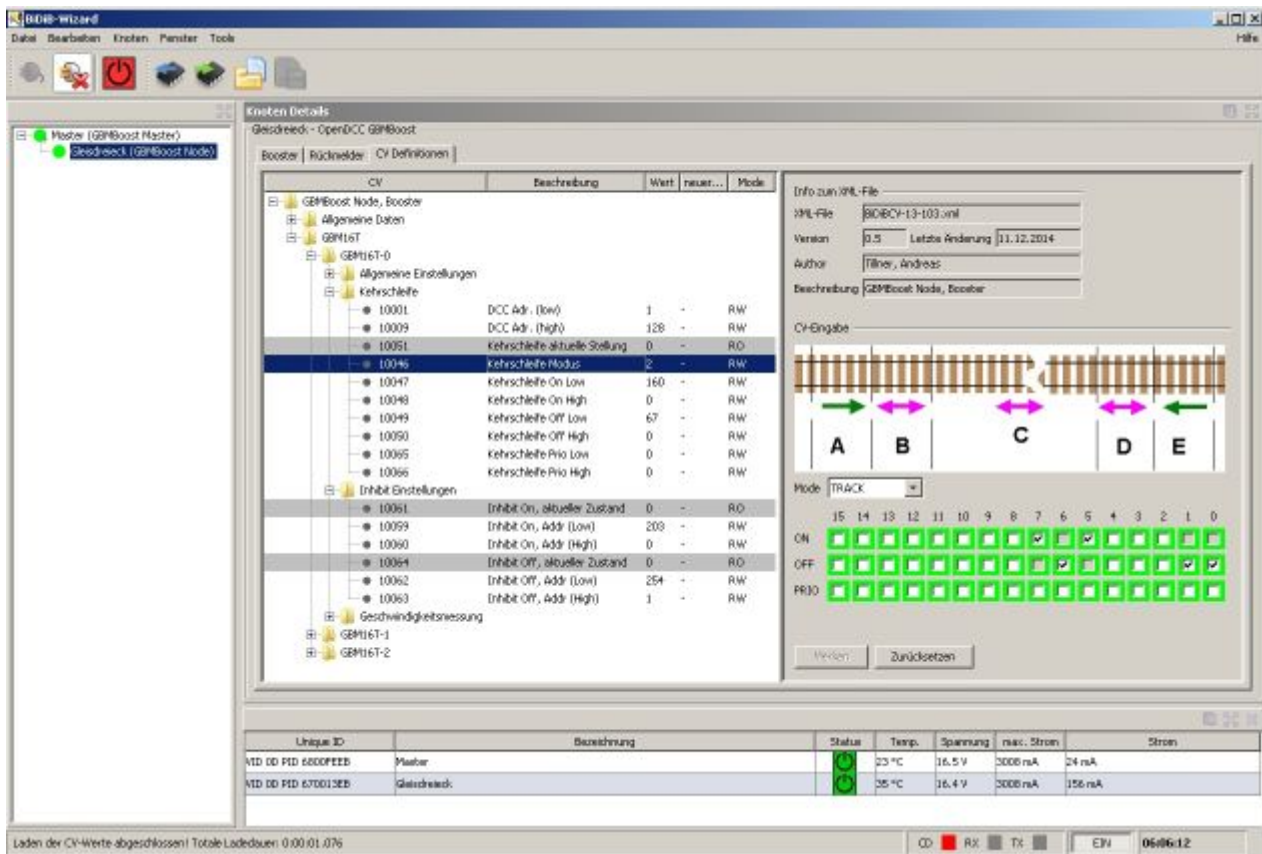 BiDiB-Wizard
Datei Bearbeiten Knoten Fenster Tools Hilfe
Knoten Details
Master (GBMBoost Master)
Gleisdreieck (GBMBoost Node)
Gleisdreieck - OpenDCC GBMBoost
Booster Rückmelder CV Definitionen
CV Beschreibung Wert neuer... Mode
GBMBoost Node, Booster
Allgemeine Daten
GBM16T
GBM16T-0
Allgemeine Einstellungen
Kehrschleife
10001 DCC Adr. (low) 1 - RW
10009 DCC Adr. (high) 128 - RW
10051 Kehrschleife aktuelle Stellung 0 - RO
10046 Kehrschleife Modus 2 - RW
10047 Kehrschleife On Low 160 - RW
10048 Kehrschleife On High 0 - RW
10049 Kehrschleife Off Low 67 - RW
10050 Kehrschleife Off High 0 - RW
10065 Kehrschleife Prio Low 0 - RW
10066 Kehrschleife Prio High 0 - RW
Inhibit Einstellungen
10061 Inhibit On, aktueller Zustand 0 - RO
10059 Inhibit On, Addr (Low) 203 - RW
10060 Inhibit On, Addr (High) 0 - RW
10064 Inhibit Off, aktueller Zustand 0 - RO
10062 Inhibit Off, Addr (Low) 254 - RW
10063 Inhibit Off, Addr (High) 1 - RW
Geschwindigkeitsmessung
GBM16T-1
GBM16T-2
Info zum XML-File
XML-File BiDiBCV-13-103.xml
Version 0.5 Letzte Änderung 11.12.2014
Author Tillner, Andreas
Beschreibung GBMBoost Node, Booster
CV-Eingabe
A B C D E
Mode TRACK
15 14 13 12 11 10 9 8 7 6 5 4 3 2 1 0
ON
OFF
PRIO
Merken Zurücksetzen
Unique ID Bezeichnung Status Temp. Spannung max. Strom Strom
VID 0D PID 6800FEEB Master 23 °C 16.5 V 3008 mA 24 mA
VID 0D PID 670013EB Gleisdreieck 35 °C 16.4 V 3008 mA 156 mA
Laden der CV-Werte abgeschlossen! Totale Ladedauer: 0:00:01.076
CD RX TX EIN 06:06:12